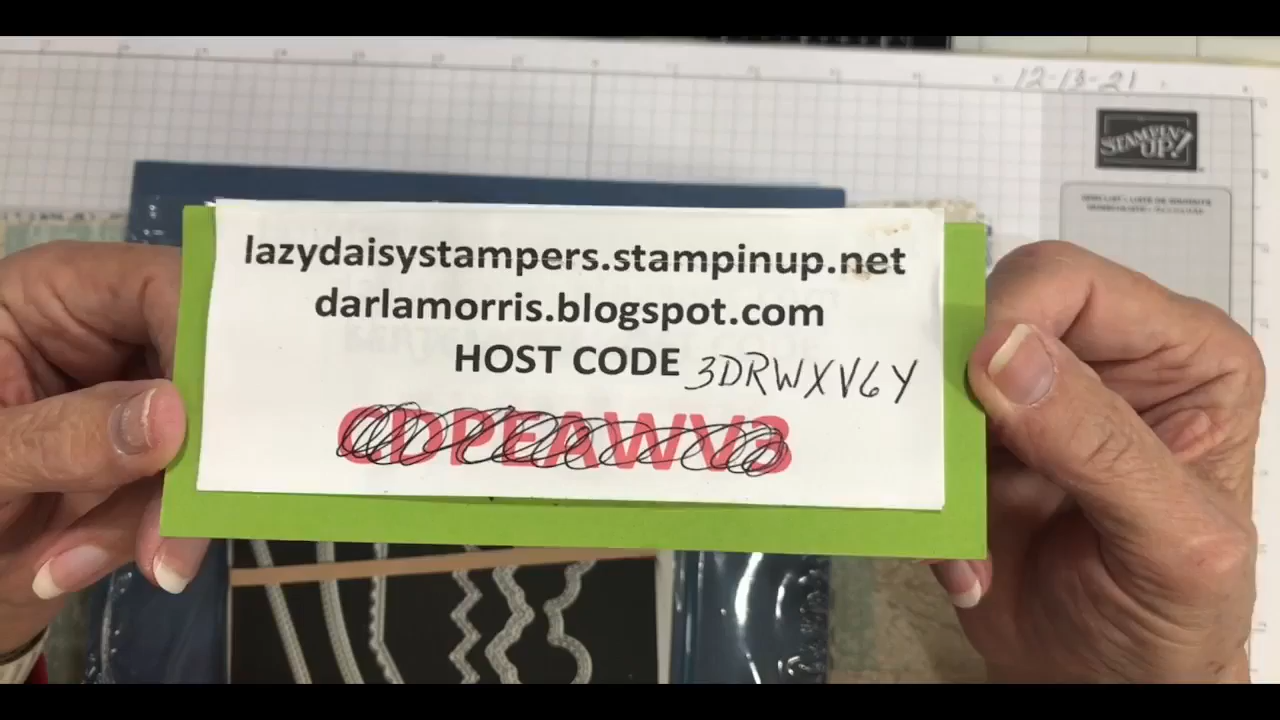 12-13-21
STAMPIN' UP!
lazydaisystampers.stampinup.net
darlamorris.blogspot.com
HOST CODE 3DRWXV6Y